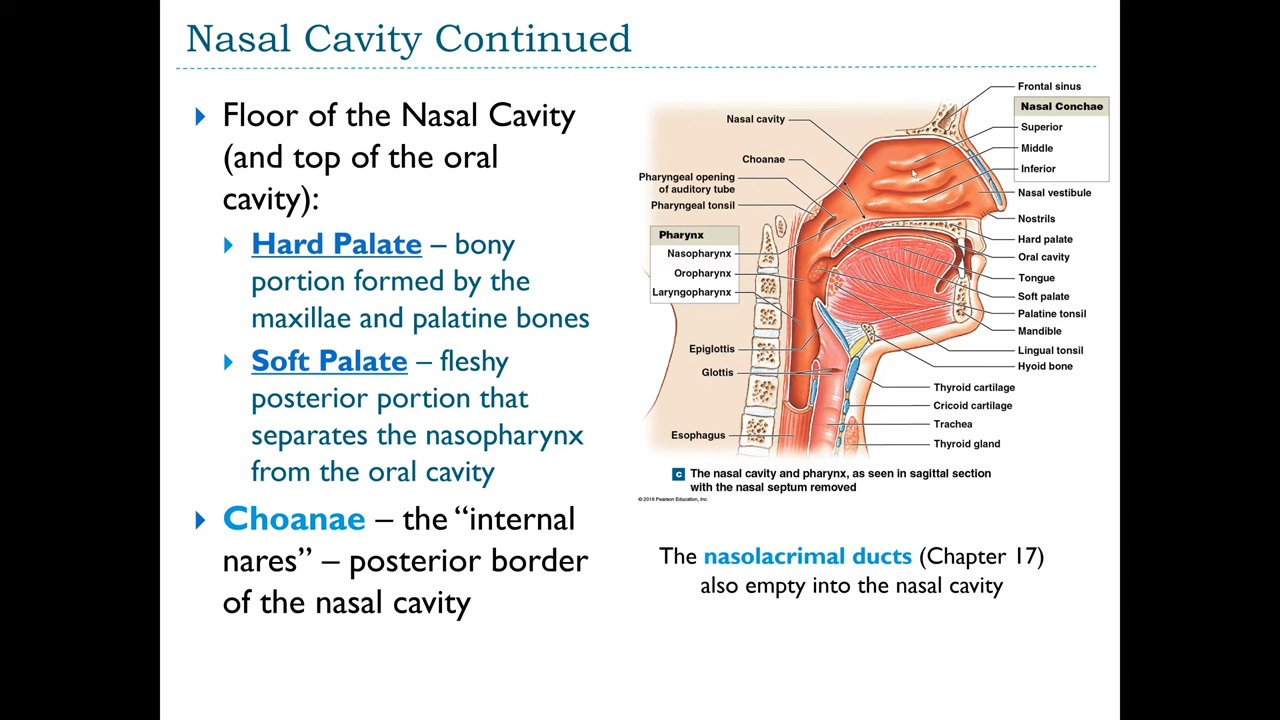 Nasal Cavity Continued
Floor of the Nasal Cavity
(and top of the oral
cavity):
Hard Palate – bony
portion formed by the
maxillae and palatine bones
Soft Palate – fleshy
posterior portion that
separates the nasopharynx
from the oral cavity
Choanae – the “internal
nares” – posterior border
of the nasal cavity
Nasal cavity
Choanae
Pharyngeal opening
of auditory tube
Pharyngeal tonsil
Pharynx
Nasopharynx
Oropharynx
Laryngopharynx
Epiglottis
Glottis
Esophagus
Frontal sinus
Nasal Conchae
Superior
Middle
Inferior
Nasal vestibule
Nostrils
Hard palate
Oral cavity
Tongue
Soft palate
Palatine tonsil
Mandible
Lingual tonsil
Hyoid bone
Thyroid cartilage
Cricoid cartilage
Trachea
Thyroid gland
c The nasal cavity and pharynx, as seen in sagittal section
with the nasal septum removed
© 2018 Pearson Education, Inc.
The nasolacrimal ducts (Chapter 17)
also empty into the nasal cavity